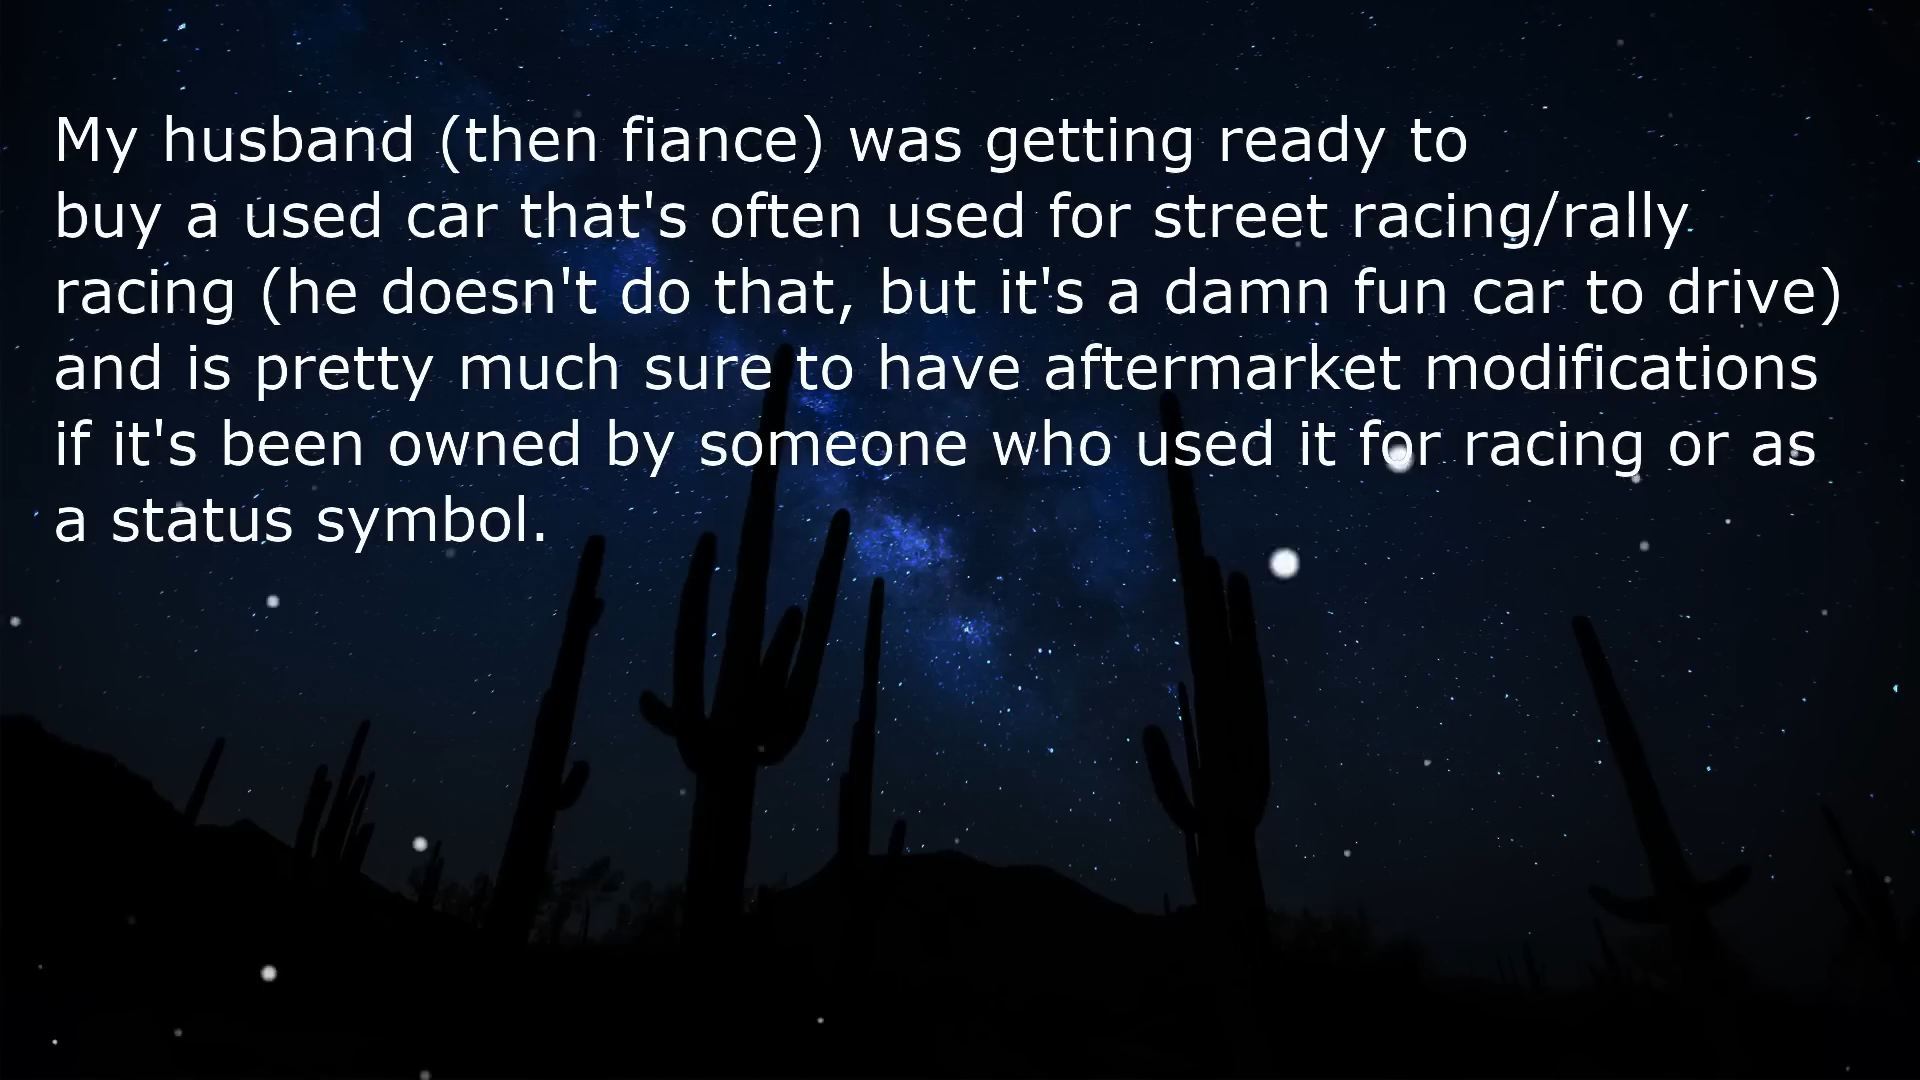 My husband (then fiance) was getting ready to
buy a used car that's often used for street racing/rally
racing (he doesn't do that, but it's a damn fun car to drive)
and is pretty much sure to have aftermarket modifications
if it's been owned by someone who used it for racing or as
a status symbol.